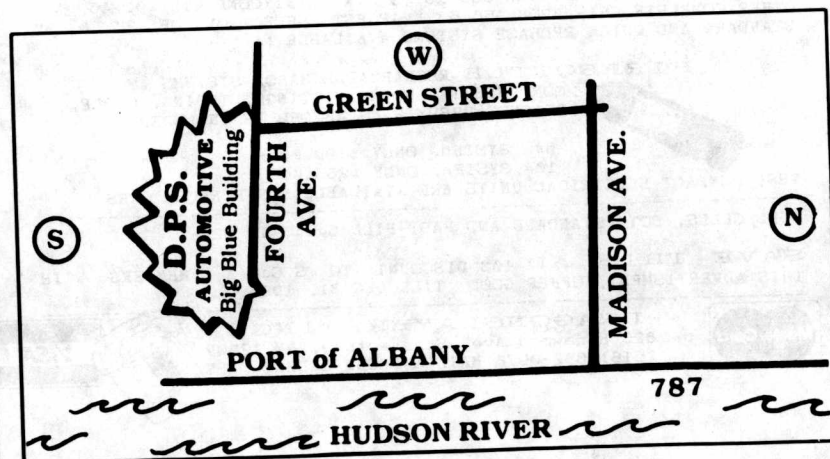 W
GREEN STREET
S
D.P.S.
AUTOMOTIVE
Big Blue Building
FOURTH
AVE.
MADISON AVE.
N
PORT of ALBANY
787
HUDSON RIVER